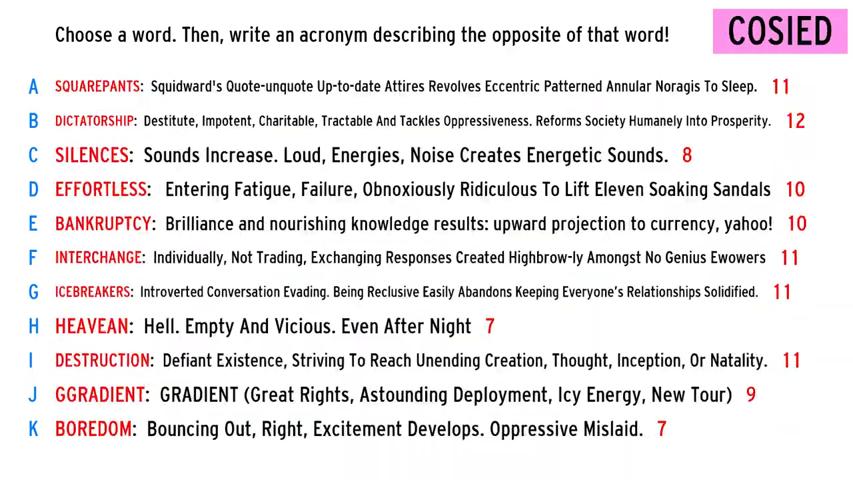 Choose a word. Then, write an acronym describing the opposite of that word!
COSIED
A SQUAREPANTS: Squidward's Quote-unquote Up-to-date Attires Revolves Eccentric Patterned Annular Noragis To Sleep. 11
B DICTATORSHIP: Destitute, Impotent, Charitable, Tractable And Tackles Oppressiveness. Reforms Society Humanely Into Prosperity. 12
C SILENCES: Sounds Increase. Loud, Energies, Noise Creates Energetic Sounds. 8
D EFFORTLESS: Entering Fatigue, Failure, Obnoxiously Ridiculous To Lift Eleven Soaking Sandals 10
E BANKRUPTCY: Brilliance and nourishing knowledge results: upward projection to currency, yahoo! 10
F INTERCHANGE: Individually, Not Trading, Exchanging Responses Created Highbrow-ly Amongst No Genius Ewowers 11
G ICEBREAKERS: Introverted Conversation Evading. Being Reclusive Easily Abandons Keeping Everyone's Relationships Solidified. 11
H HEAVEAN: Hell. Empty And Vicious. Even After Night 7
I DESTRUCTION: Defiant Existence, Striving To Reach Unending Creation, Thought, Inception, Or Natality. 11
J GGRADIENT: GRADIENT (Great Rights, Astounding Deployment, Icy Energy, New Tour) 9
K BOREDOM: Bouncing Out, Right, Excitement Develops. Oppressive Mislaid. 7